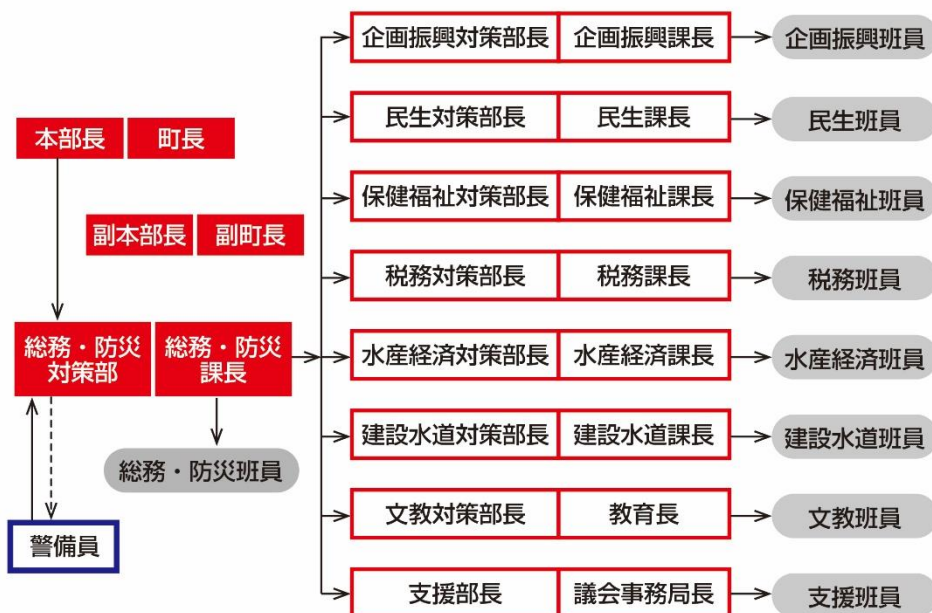 本部長 町長
副本部長 副町長
総務・防災
対策部
総務・防災
課長
総務・防災班員
警備員
企画振興対策部長 企画振興課長 企画振興班員
民生対策部長 民生課長 民生班員
保健福祉対策部長 保健福祉課長 保健福祉班員
税務対策部長 税務課長 税務班員
水産経済対策部長 水産経済課長 水産経済班員
建設水道対策部長 建設水道課長 建設水道班員
文教対策部長 教育長 文教班員
支援部長 議会事務局長 支援班員